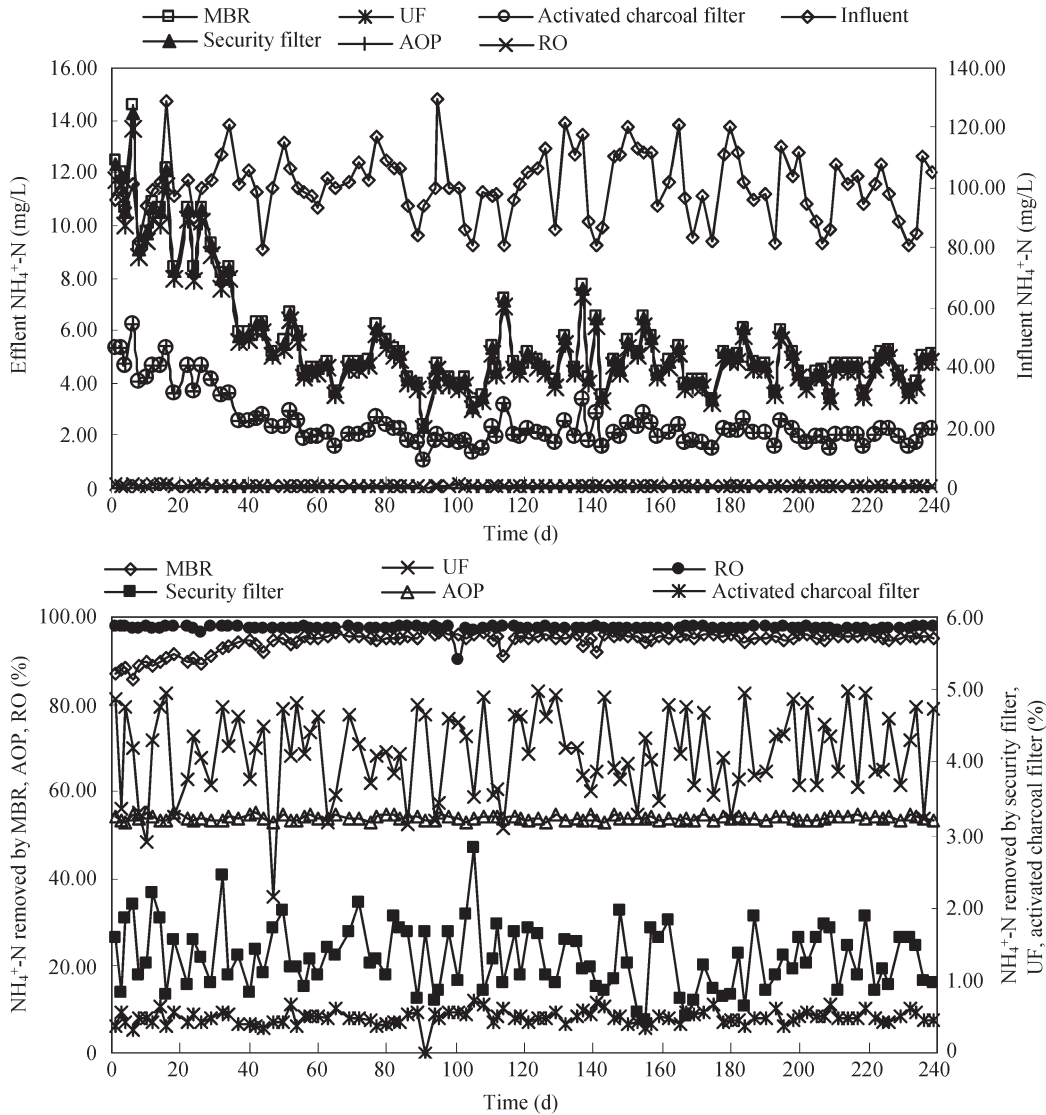 MBR UF Activated charcoal filter Influent
Security filter AOP RO
16.00 140.00
14.00 120.00
12.00 100.00
10.00 80.00
8.00 60.00
6.00 40.00
4.00 20.00
2.00
0 0
Efflent NH₄⁺-N (mg/L)
Influent NH₄⁺-N (mg/L)
0 20 40 60 80 100 120 140 160 180 200 220 240
Time (d)
MBR UF RO
Security filter AOP Activated charcoal filter
100.00 6.00
80.00 5.00
60.00 4.00
40.00 3.00
20.00 2.00
1.00
0 0
NH₄⁺-N removed by MBR, AOP, RO (%)
NH₄⁺-N removed by security filter,
UF, activated charcoal filter (%)
0 20 40 60 80 100 120 140 160 180 200 220 240
Time (d)